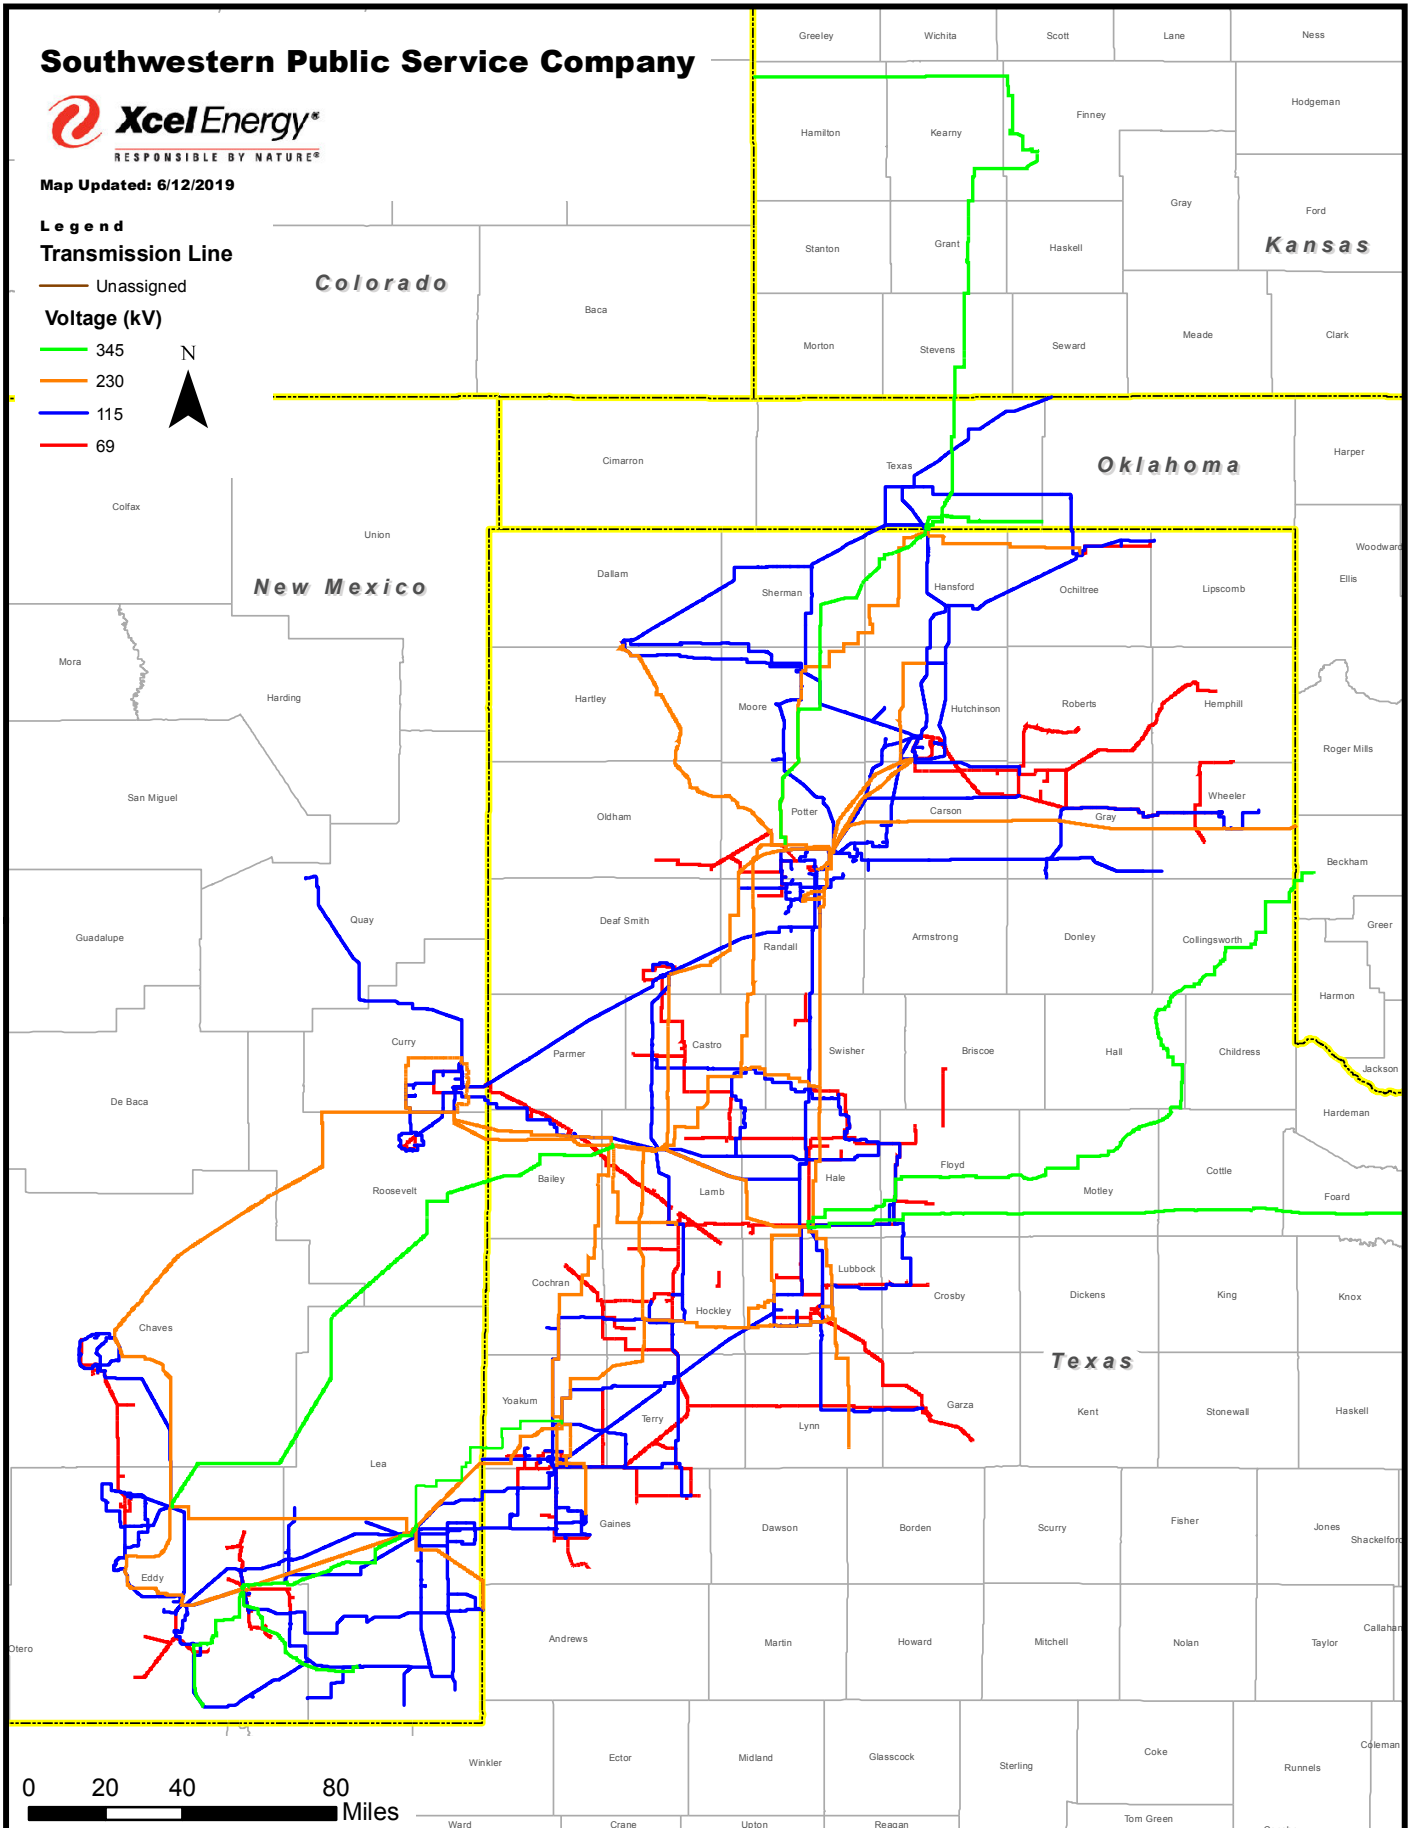 Southwestern Public Service Company
Xcel Energy®
RESPONSIBLE BY NATURE®
Map Updated: 6/12/2019
Legend
Transmission Line
Unassigned
Voltage (kV)
345
230
115
69
N
Greeley
Wichita
Scott
Lane
Ness
Hamilton
Kearny
Finney
Hodgeman
Gray
Ford
Stanton
Grant
Haskell
Kansas
Colorado
Baca
Morton
Stevens
Seward
Meade
Clark
Cimarron
Texas
Oklahoma
Harper
Colfax
Union
New Mexico
Dallam
Sherman
Hansford
Ochiltree
Lipscomb
Woodward
Ellis
Mora
Harding
Hartley
Moore
Hutchinson
Roberts
Hemphill
Roger Mills
San Miguel
Oldham
Potter
Carson
Gray
Wheeler
Beckham
Guadalupe
Quay
Deaf Smith
Randall
Armstrong
Donley
Collingsworth
Greer
Harmon
Curry
Parmer
Castro
Swisher
Briscoe
Hall
Childress
Jackson
De Baca
Hardeman
Roosevelt
Bailey
Lamb
Hale
Floyd
Motley
Cottle
Foard
Cochran
Hockley
Lubbock
Crosby
Dickens
King
Knox
Chaves
Texas
Yoakum
Terry
Lynn
Garza
Kent
Stonewall
Haskell
Lea
Gaines
Dawson
Borden
Scurry
Fisher
Jones
Shackelford
Eddy
Otero
Andrews
Martin
Howard
Mitchell
Nolan
Taylor
Callahan
Winkler
Ector
Midland
Glasscock
Sterling
Coke
Runnels
Coleman
0 20 40 80
Miles
Ward
Crane
Upton
Reagan
Tom Green